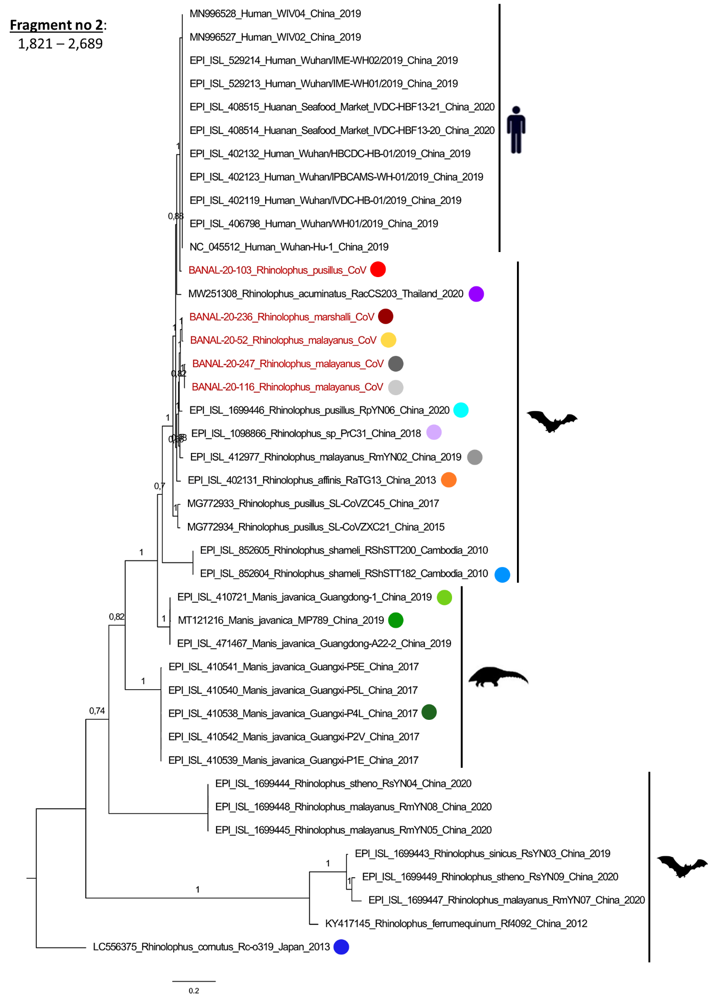 Fragment no 2:
1,821 – 2,689
MN996528_Human_WIV04_China_2019
MN996527_Human_WIV02_China_2019
EPI_ISL_529214_Human_Wuhan/IME-WH02/2019_China_2019
EPI_ISL_529213_Human_Wuhan/IME-WH01/2019_China_2019
EPI_ISL_408515_Huanan_Seafood_Market_IVDC-HBF13-21_China_2020
EPI_ISL_408514_Huanan_Seafood_Market_IVDC-HBF13-20_China_2020
1
EPI_ISL_402132_Human_Wuhan/HBCDC-HB-01/2019_China_2019
EPI_ISL_402123_Human_Wuhan/IPBCAMS-WH-01/2019_China_2019
EPI_ISL_402119_Human_Wuhan/IVDC-HB-01/2019_China_2019
0,88
EPI_ISL_406798_Human_Wuhan/WH01/2019_China_2019
NC_045512_Human_Wuhan-Hu-1_China_2019
BANAL-20-103_Rhinolophus_pusillus_CoV
MW251308_Rhinolophus_acuminatus_RacCS203_Thailand_2020
BANAL-20-236_Rhinolophus_marshalli_CoV
1
1
BANAL-20-52_Rhinolophus_malayanus_CoV
1
BANAL-20-247_Rhinolophus_malayanus_CoV
1
0,82
BANAL-20-116_Rhinolophus_malayanus_CoV
1
EPI_ISL_1699446_Rhinolophus_pusillus_RpYN06_China_2020
1
EPI_ISL_1098866_Rhinolophus_sp_PrC31_China_2018
EPI_ISL_412977_Rhinolophus_malayanus_RmYN02_China_2019
EPI_ISL_402131_Rhinolophus_affinis_RaTG13_China_2013
0,7
MG772933_Rhinolophus_pusillus_SL-CoVZC45_China_2017
1
MG772934_Rhinolophus_pusillus_SL-CoVZXC21_China_2015
EPI_ISL_852605_Rhinolophus_shameli_RShSTT200_Cambodia_2010
1
EPI_ISL_852604_Rhinolophus_shameli_RShSTT182_Cambodia_2010
EPI_ISL_410721_Manis_javanica_Guangdong-1_China_2019
0,82
1
MT121216_Manis_javanica_MP789_China_2019
EPI_ISL_471467_Manis_javanica_Guangdong-A22-2_China_2019
EPI_ISL_410541_Manis_javanica_Guangxi-P5E_China_2017
1
EPI_ISL_410540_Manis_javanica_Guangxi-P5L_China_2017
0,74
EPI_ISL_410538_Manis_javanica_Guangxi-P4L_China_2017
EPI_ISL_410542_Manis_javanica_Guangxi-P2V_China_2017
EPI_ISL_410539_Manis_javanica_Guangxi-P1E_China_2017
EPI_ISL_1699444_Rhinolophus_stheno_RsYN04_China_2020
EPI_ISL_1699448_Rhinolophus_malayanus_RmYN08_China_2020
EPI_ISL_1699445_Rhinolophus_malayanus_RmYN05_China_2020
EPI_ISL_1699443_Rhinolophus_sinicus_RsYN03_China_2019
1
EPI_ISL_1699449_Rhinolophus_stheno_RsYN09_China_2020
1
1
EPI_ISL_1699447_Rhinolophus_malayanus_RmYN07_China_2020
KY417145_Rhinolophus_ferrumequinum_Rf4092_China_2012
LC556375_Rhinolophus_cornutus_Rc-o319_Japan_2013
0.2